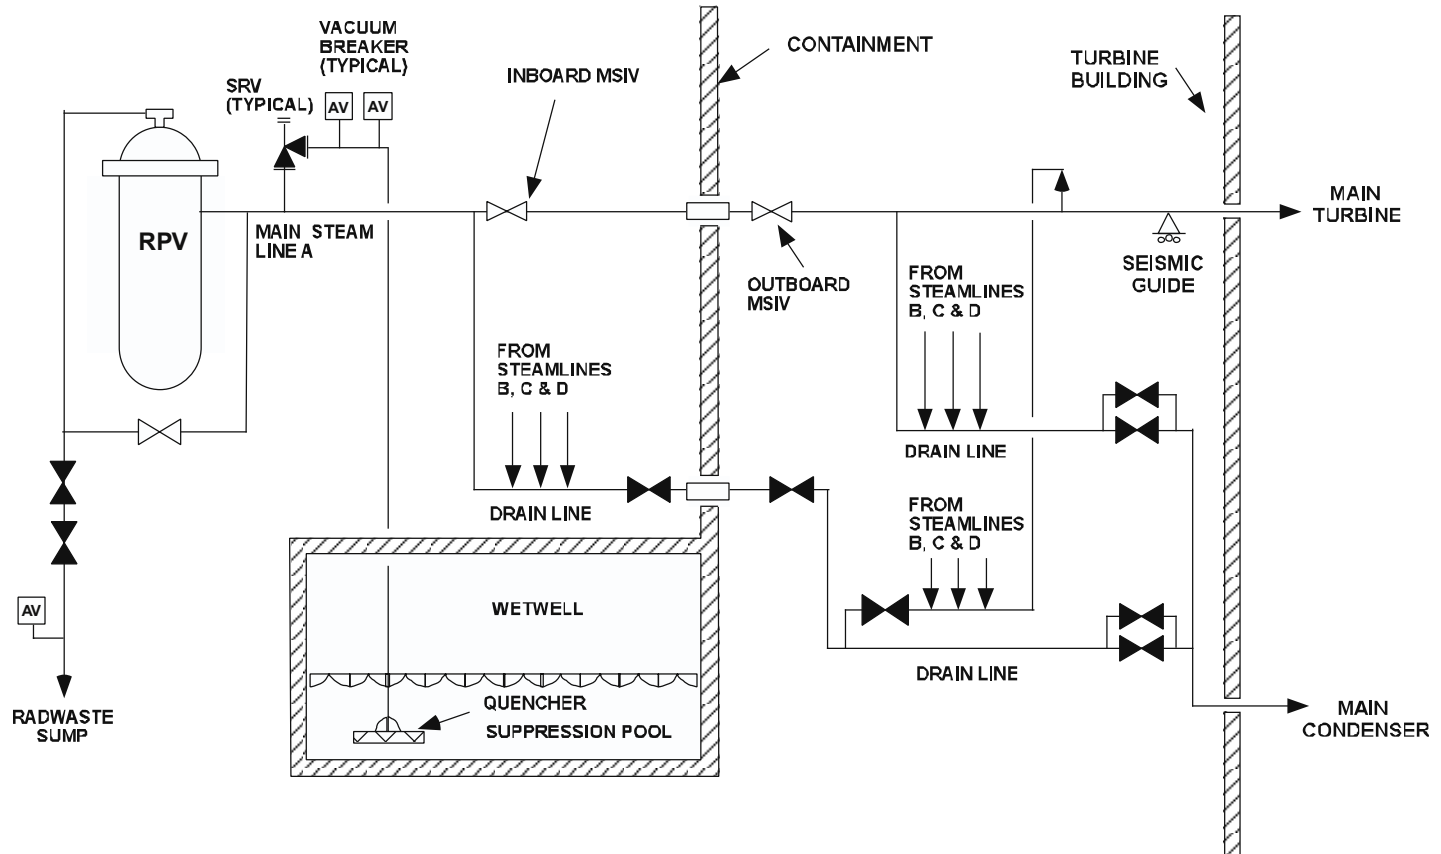 VACUUM
BREAKER
(TYPICAL)
SRV
(TYPICAL)
AV
AV
INBOARD MSIV
CONTAINMENT
TURBINE
BUILDING
RPV
MAIN STEAM
LINE A
OUTBOARD
MSIV
MAIN
TURBINE
SEISMIC
GUIDE
FROM
STEAMLINES
B, C & D
FROM
STEAMLINES
B, C & D
DRAIN LINE
DRAIN LINE
FROM
STEAMLINES
B, C & D
AV
WETWELL
DRAIN LINE
QUENCHER
SUPPRESSION POOL
RADWASTE
SUMP
MAIN
CONDENSER